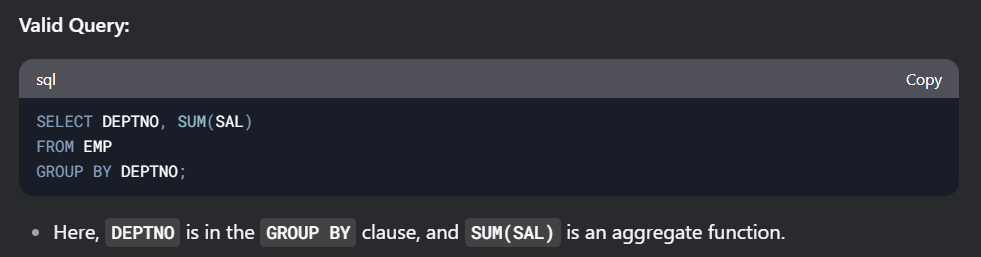 Valid Query:
sql Copy
SELECT DEPTNO, SUM(SAL)
FROM EMP
GROUP BY DEPTNO;
Here, DEPTNO is in the GROUP BY clause, and SUM(SAL) is an aggregate function.